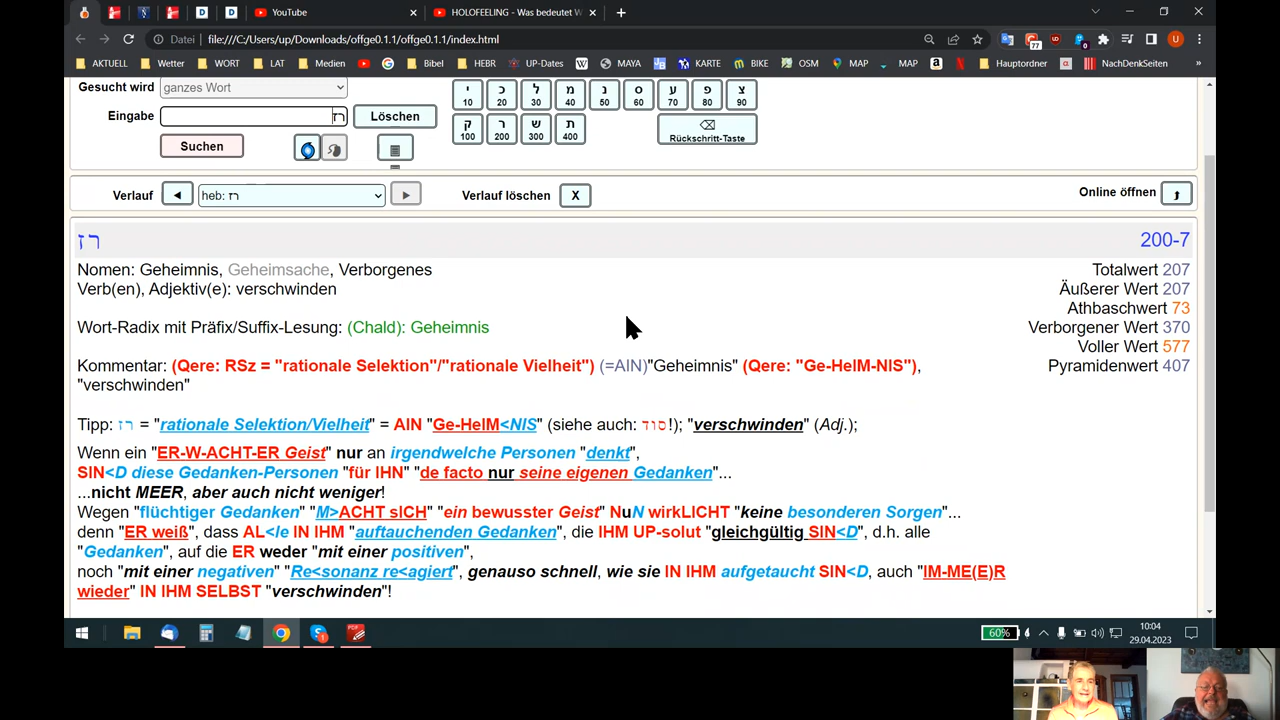 YouTube
HOLOFEELING - Was bedeutet W
Datei file:///C:/Users/up/Downloads/offge0.1.1/offge0.1.1/index.html
77 0 U
AKTUELL Wetter WORT LAT Medien Bibel HEBR UP-Dates MAYA KARTE BIKE OSM MAP MAP Hauptordner NachDenkSeiten »
Gesucht wird ganzes Wort
י 10 כ 20 ל 30 מ 40 נ 50 ס 60 ע 70 פ 80 צ 90
Eingabe רז Löschen
ק 100 ר 200 ש 300 ת 400 Rückschritt-Taste
Suchen
Verlauf heb: רז Verlauf löschen X Online öffnen
רז 200-7
Nomen: Geheimnis, Geheimsache, Verborgenes Totalwert 207
Verb(en), Adjektiv(e): verschwinden Äußerer Wert 207
Athbaschwert 73
Wort-Radix mit Präfix/Suffix-Lesung: (Chald): Geheimnis Verborgener Wert 370
Voller Wert 577
Kommentar: (Qere: RSz = "rationale Selektion"/"rationale Vielheit") (=AIN)"Geheimnis" (Qere: "Ge-HeIM-NIS"), Pyramidenwert 407
"verschwinden"
Tipp: רז = "rationale Selektion/Vielheit" = AIN "Ge-HeIM<NIS" (siehe auch: סוד!); "verschwinden" (Adj.);
Wenn ein "ER-W-ACHT-ER Geist" nur an irgendwelche Personen "denkt",
SIN<D diese Gedanken-Personen "für IHN" "de facto nur seine eigenen Gedanken"...
...nicht MEER, aber auch nicht weniger!
Wegen "flüchtiger Gedanken" "M>ACHT sICH" "ein bewusster Geist" NuN wirkLICHT "keine besonderen Sorgen"...
denn "ER weiß", dass AL<le IN IHM "auftauchenden Gedanken", die IHM UP-solut "gleichgültig SIN<D", d.h. alle
"Gedanken", auf die ER weder "mit einer positiven",
noch "mit einer negativen" "Re<sonanz re<agiert", genauso schnell, wie sie IN IHM aufgetaucht SIN<D, auch "IM-ME(E)R
wieder" IN IHM SELBST "verschwinden"!
60% 10:04
29.04.2023